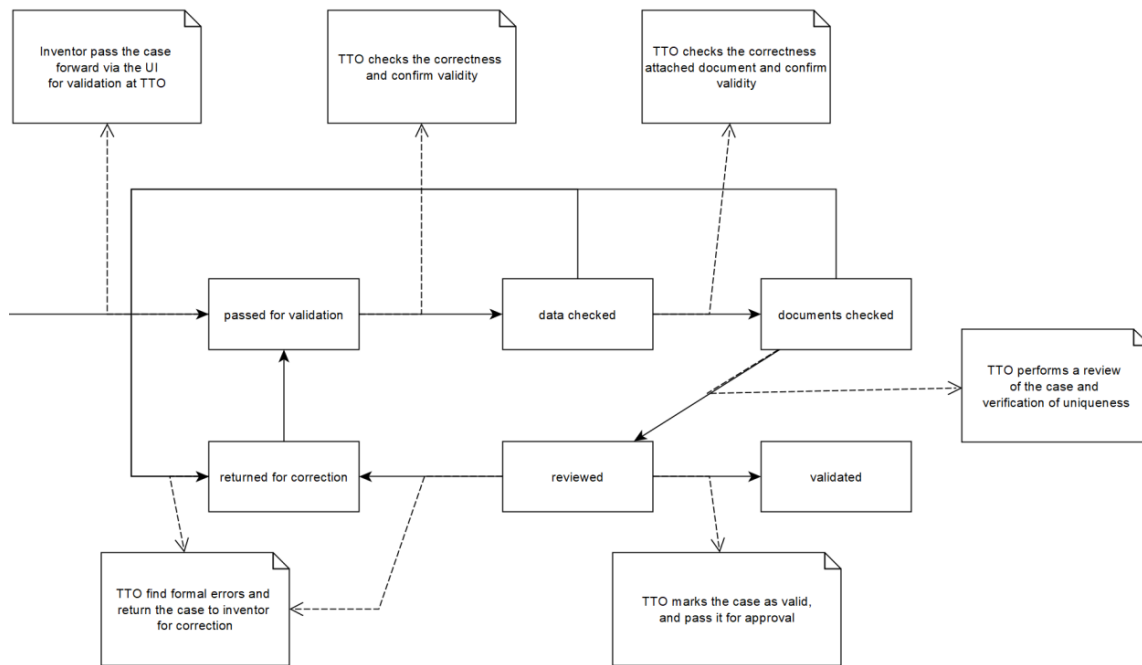 Inventor pass the case
forward via the UI
for validation at TTO
TTO checks the correctness
and confirm validity
TTO checks the correctness
attached document and confirm
validity
passed for validation
data checked
documents checked
TTO performs a review
of the case and
verification of uniqueness
returned for correction
reviewed
validated
TTO find formal errors and
return the case to inventor
for correction
TTO marks the case as valid,
and pass it for approval